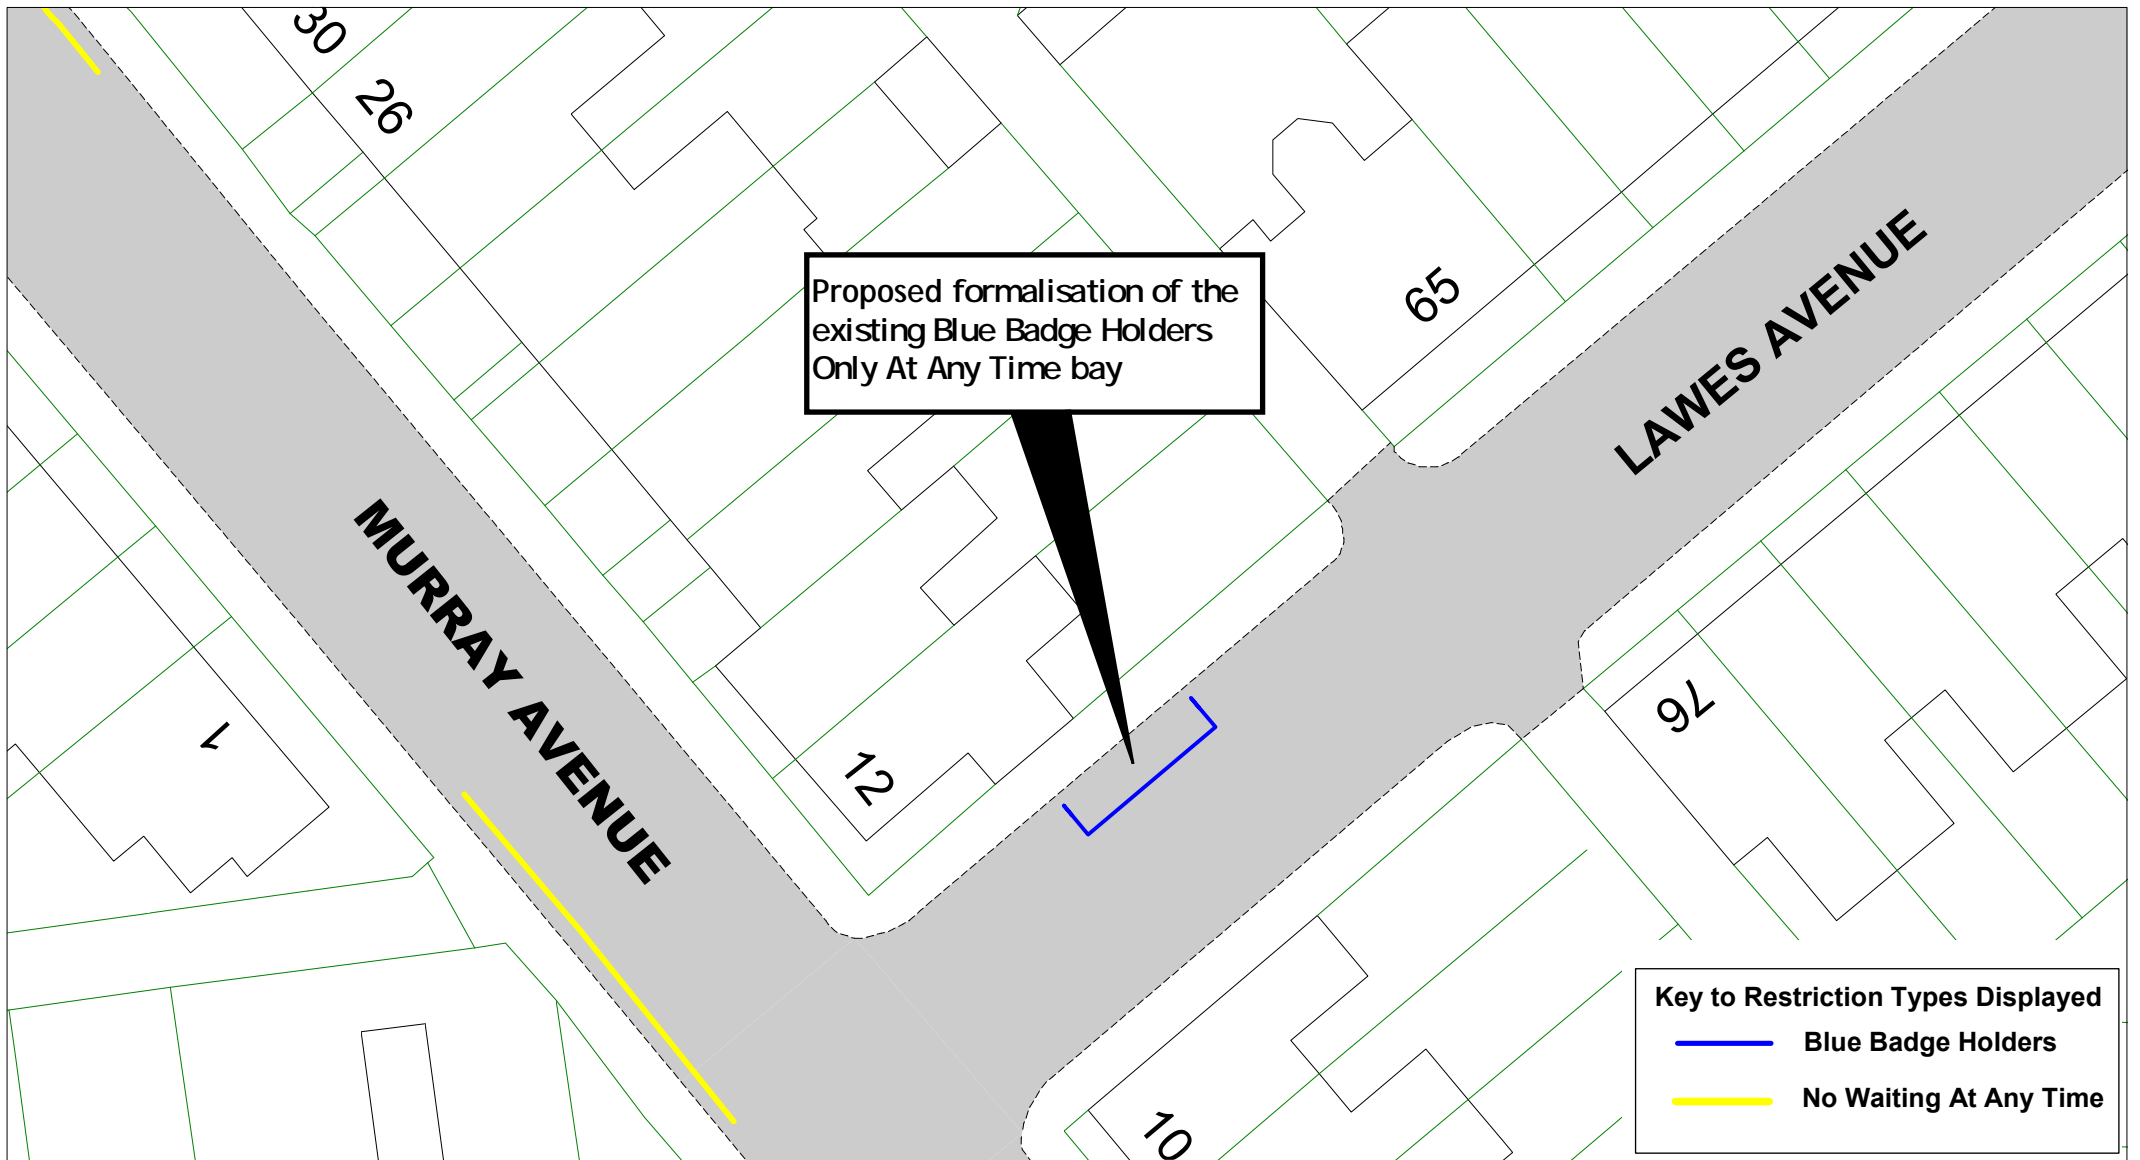 30
26
Proposed formalisation of the
existing Blue Badge Holders
Only At Any Time bay
65
LAWES AVENUE
MURRAY AVENUE
1
12
76
10
Key to Restriction Types Displayed
Blue Badge Holders
No Waiting At Any Time